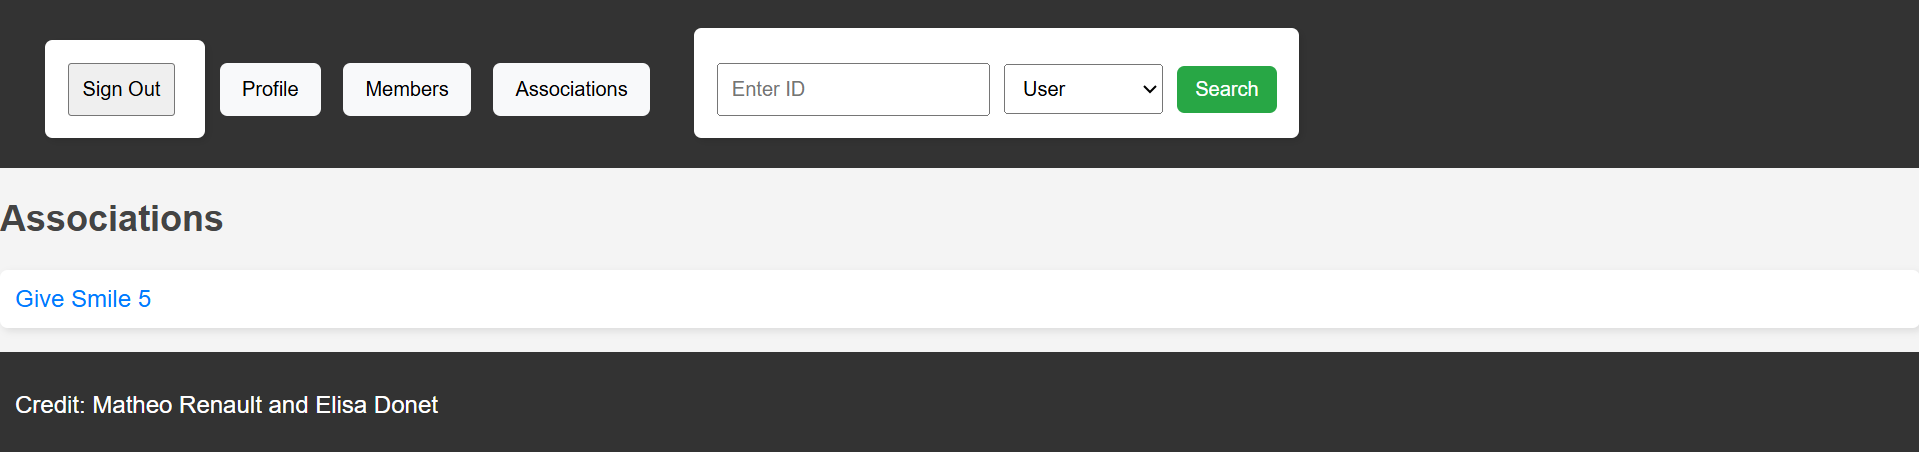 Sign Out Profile Members Associations Enter ID User Search
Associations
Give Smile 5
Credit: Matheo Renault and Elisa Donet